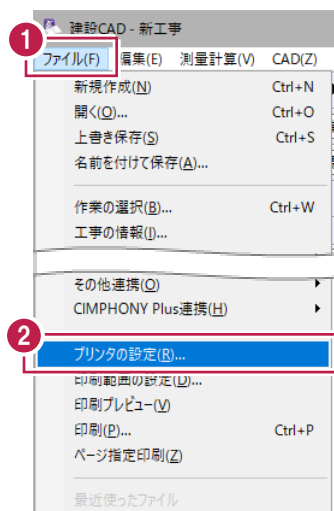 建設CAD - 新工事
1
ファイル(F) 編集(E) 測量計算(V) CAD(Z)
新規作成(N) Ctrl+N
開く(O)... Ctrl+O
上書き保存(S) Ctrl+S
名前を付けて保存(A)...
作業の選択(B)... Ctrl+W
工事の情報(I)...
その他連携(O)
CIMPHONY Plus連携(H)
2
プリンタの設定(R)...
印刷範囲の設定(D)...
印刷プレビュー(V)
印刷(P)... Ctrl+P
ページ指定印刷(Z)
最近使ったファイル